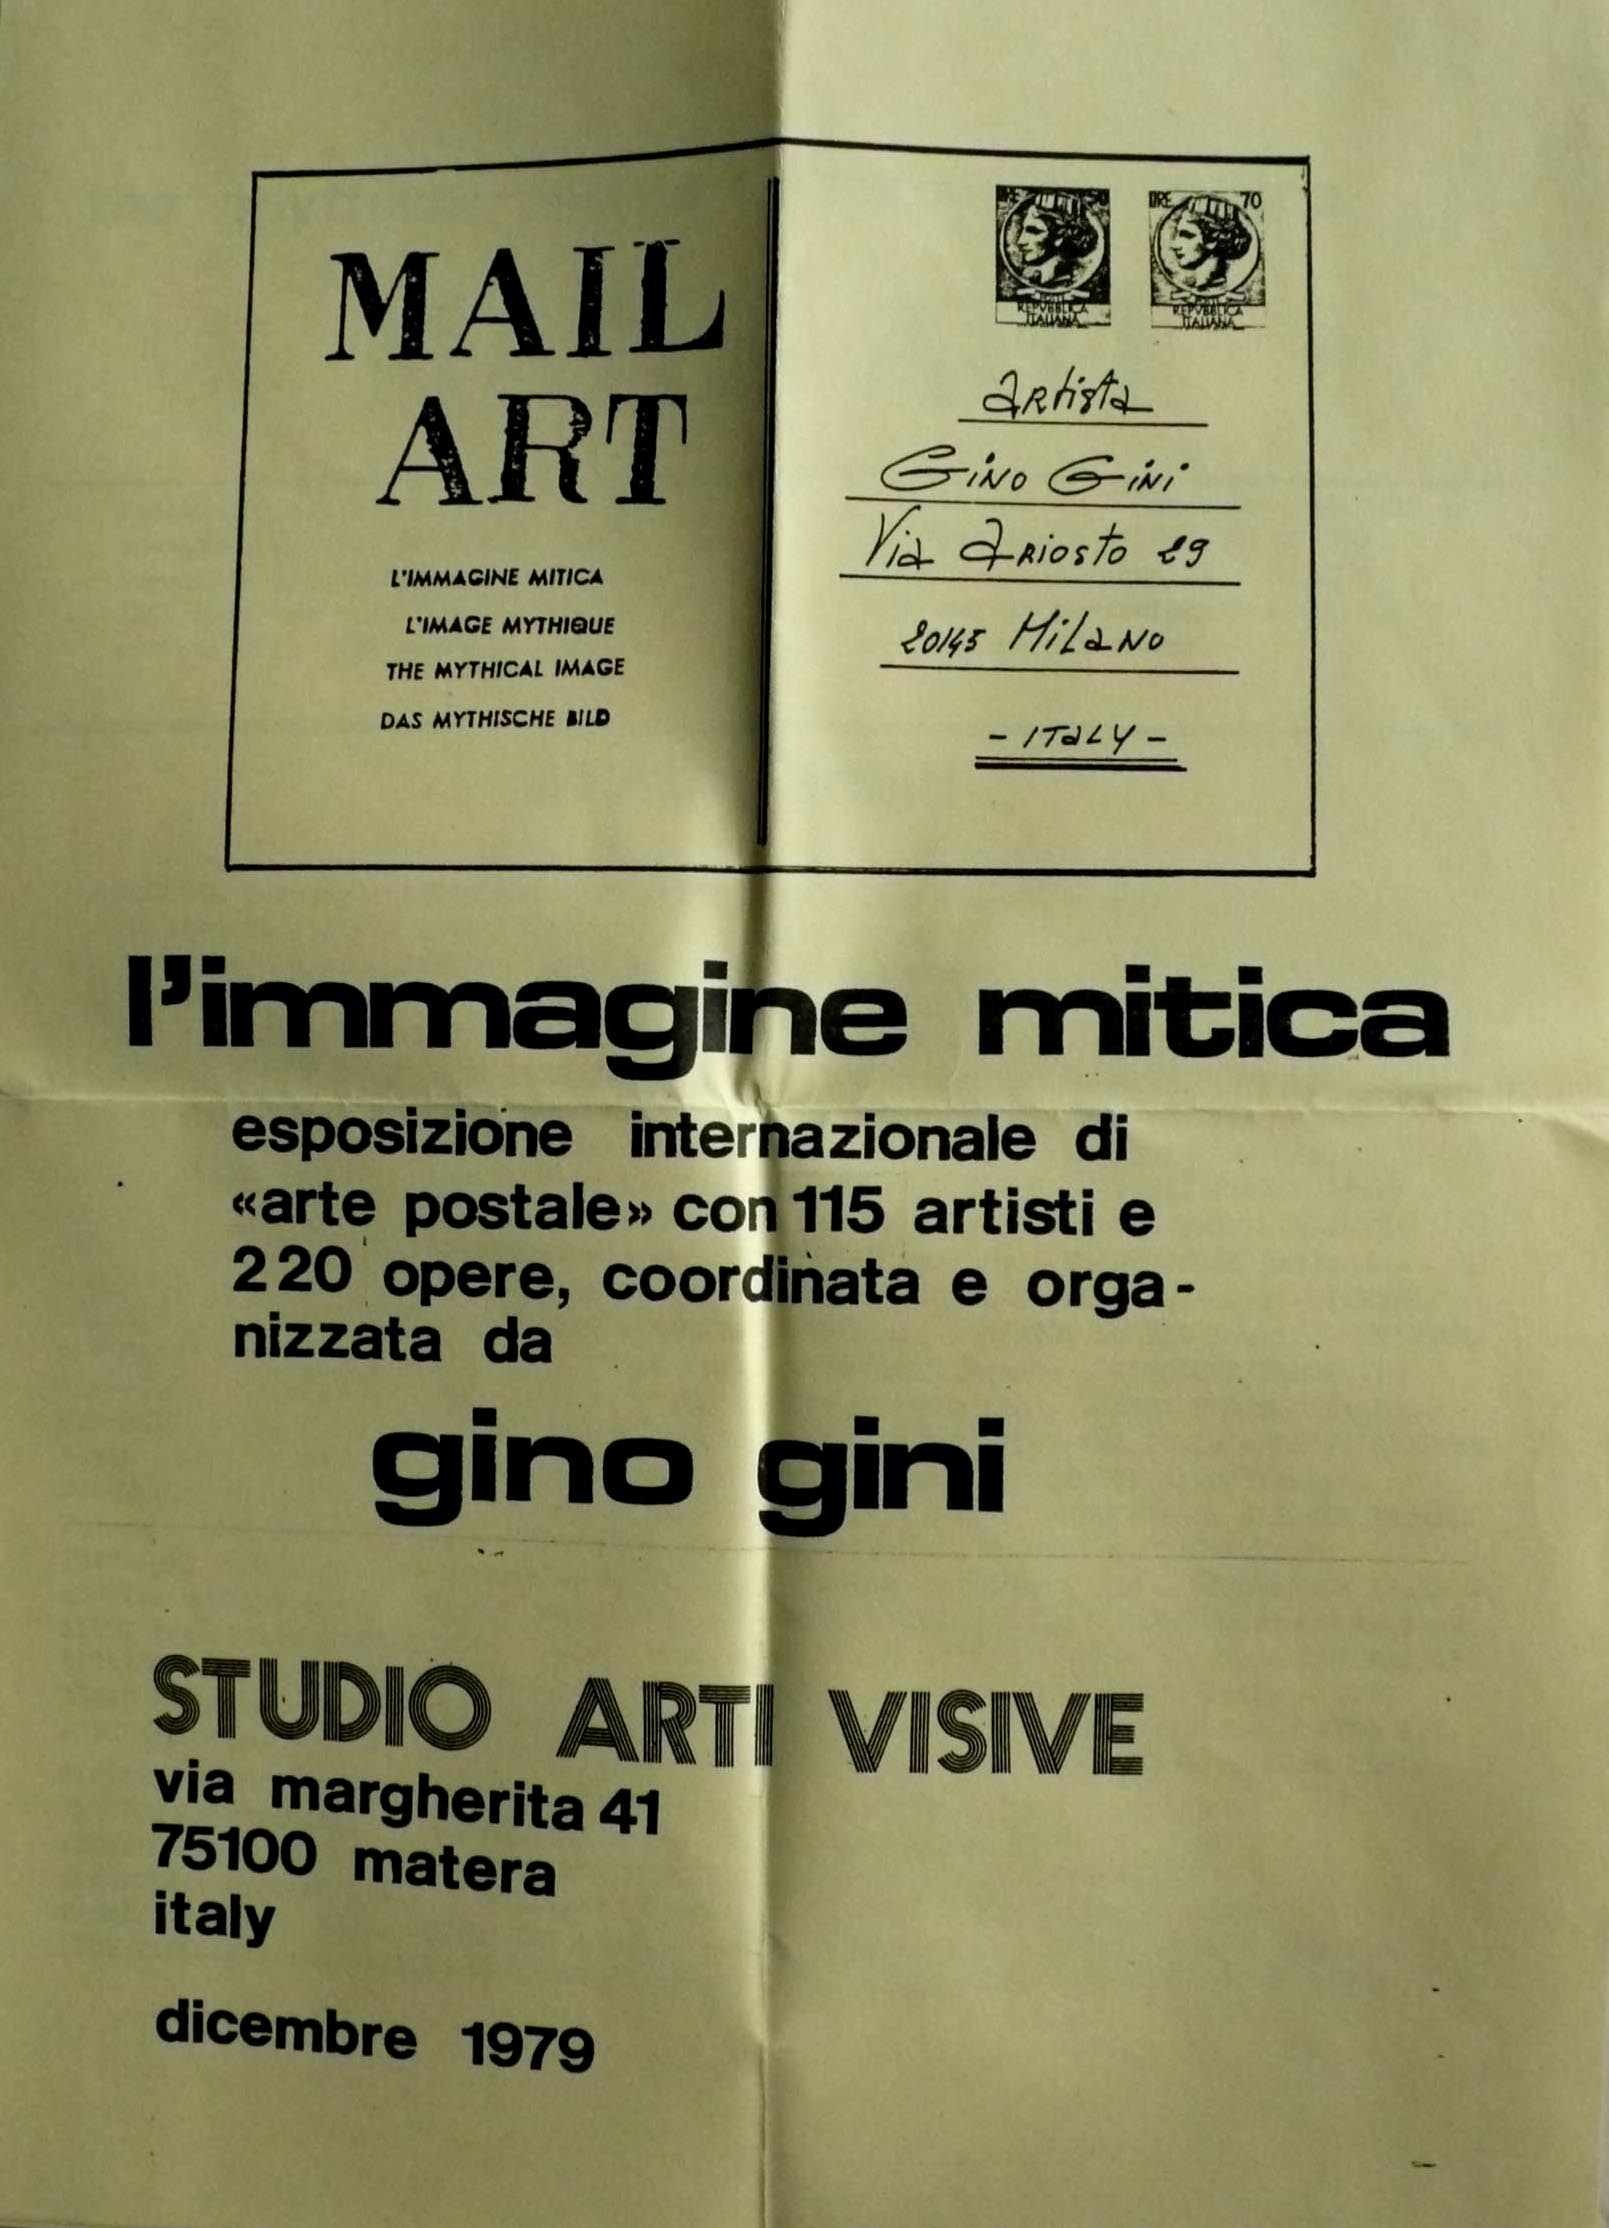 MAIL
ART
L'IMMAGINE MITICA
L'IMAGE MYTHIQUE
THE MYTHICAL IMAGE
DAS MYTHISCHE BILD
LIRE 70
REPVBBLICA
ITALIANA
REPVBBLICA
ITALIANA
artista
Gino Gini
Via Ariosto 29
20145 Milano
- ITALY -
l'immagine mitica
esposizione internazionale di
«arte postale» con 115 artisti e
220 opere, coordinata e orga-
nizzata da
gino gini
STUDIO ARTI VISIVE
via margherita 41
75100 matera
italy
dicembre 1979